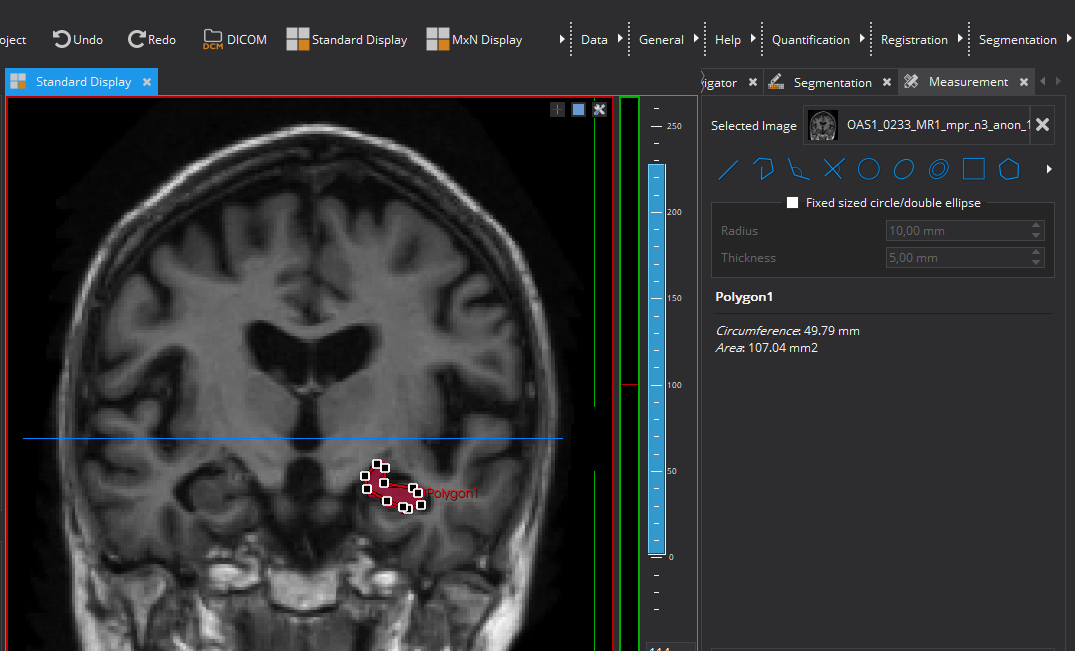 oject Undo Redo DICOM Standard Display MxN Display Data General Help Quantification Registration Segmentation
DCM
Standard Display
igator Segmentation Measurement
Selected Image OAS1_0233_MR1_mpr_n3_anon_1
Fixed sized circle/double ellipse
Radius 10,00 mm
Thickness 5,00 mm
Polygon1
Circumference: 49.79 mm
Area: 107.04 mm2
250
200
150
100
50
0
Polygon1